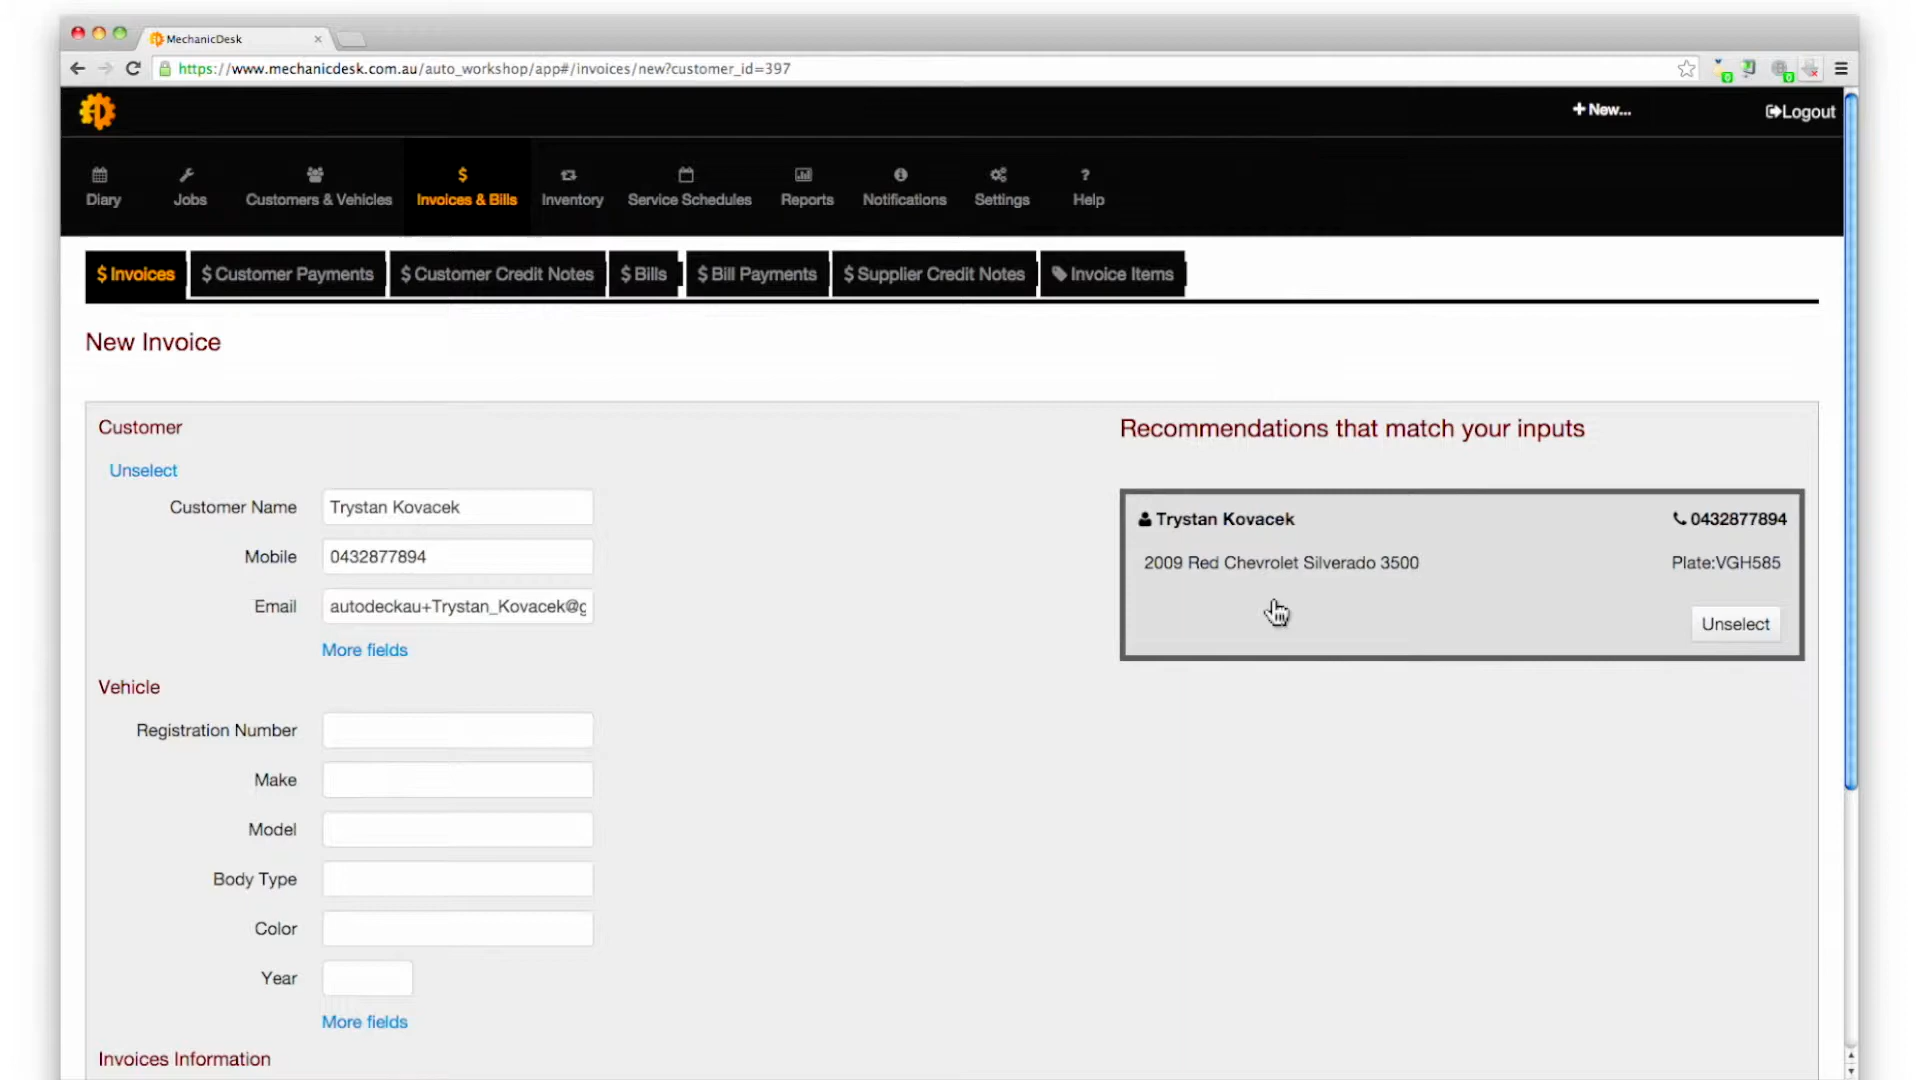 MechanicDesk
https://www.mechanicdesk.com.au/auto_workshop/app#/invoices/new?customer_id=397
+ New...
Logout
Diary
Jobs
Customers & Vehicles
$
Invoices & Bills
Inventory
Service Schedules
Reports
Notifications
Settings
?
Help
$ Invoices
$ Customer Payments
$ Customer Credit Notes
$ Bills
$ Bill Payments
$ Supplier Credit Notes
Invoice Items
New Invoice
Customer
Unselect
Customer Name
Trystan Kovacek
Mobile
0432877894
Email
autodeckau+Trystan_Kovacek@g
More fields
Recommendations that match your inputs
Trystan Kovacek
0432877894
2009 Red Chevrolet Silverado 3500
Plate:VGH585
Unselect
Vehicle
Registration Number
Make
Model
Body Type
Color
Year
More fields
Invoices Information